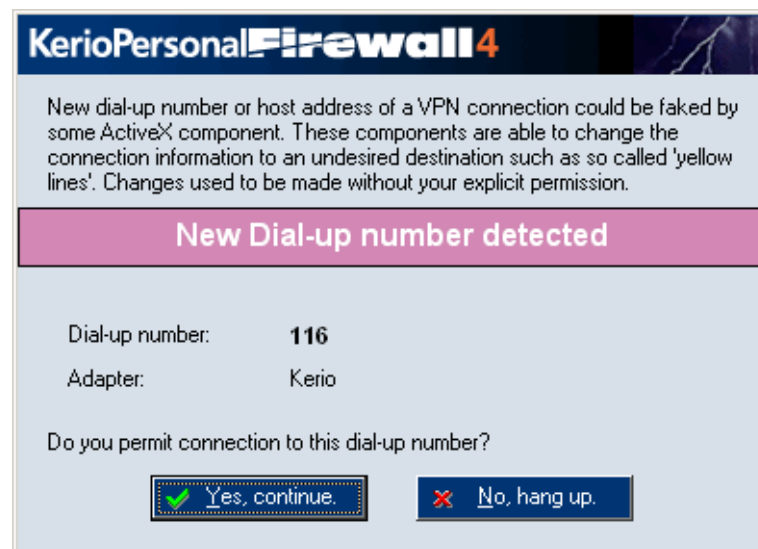 KerioPersonalFirewall4
New dial-up number or host address of a VPN connection could be faked by
some ActiveX component. These components are able to change the
connection information to an undesired destination such as so called 'yellow
lines'. Changes used to be made without your explicit permission.
New Dial-up number detected
Dial-up number: 116
Adapter: Kerio
Do you permit connection to this dial-up number?
Yes, continue. No, hang up.